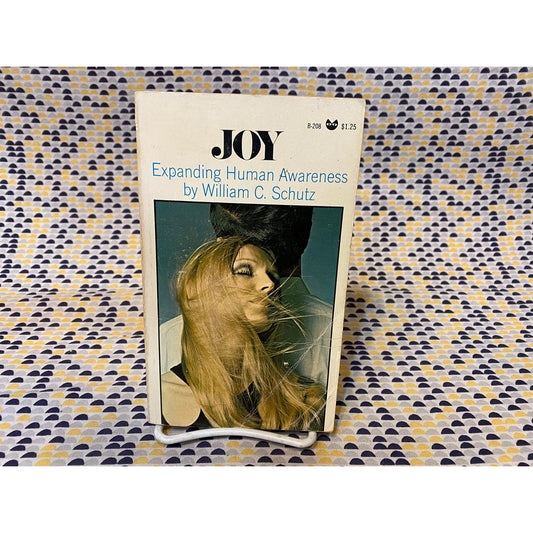 B-208 $1.25
JOY
Expanding Human Awareness
by William C. Schutz